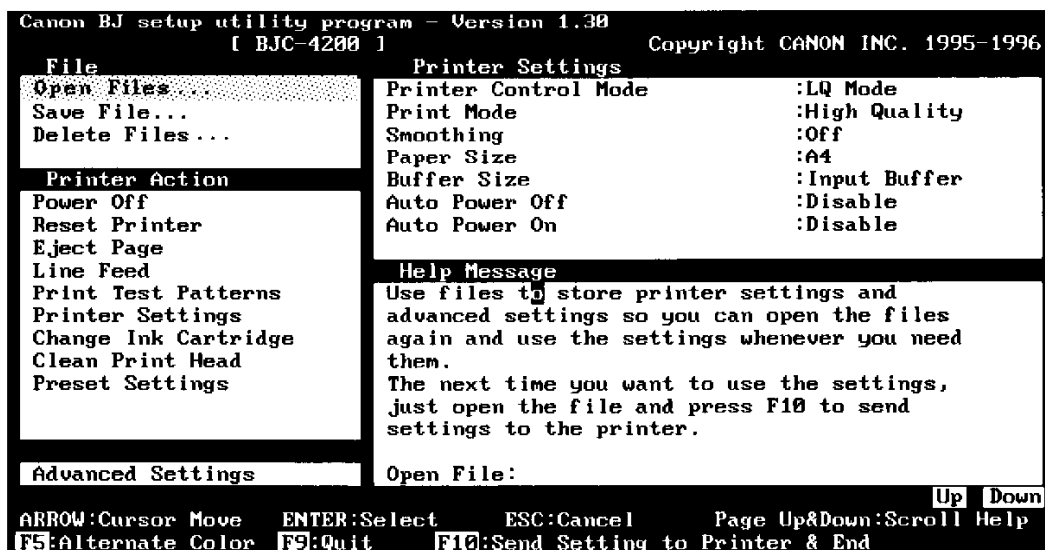 Canon BJ setup utility program - Version 1.30
[ BJC-4200 ] Copyright CANON INC. 1995-1996
File
Open Files...
Save File...
Delete Files...
Printer Action
Power Off
Reset Printer
Eject Page
Line Feed
Print Test Patterns
Printer Settings
Change Ink Cartridge
Clean Print Head
Preset Settings
Advanced Settings
Printer Settings
Printer Control Mode :LQ Mode
Print Mode :High Quality
Smoothing :Off
Paper Size :A4
Buffer Size :Input Buffer
Auto Power Off :Disable
Auto Power On :Disable
Help Message
Use files to store printer settings and
advanced settings so you can open the files
again and use the settings whenever you need
them.
The next time you want to use the settings,
just open the file and press F10 to send
settings to the printer.
Open File:
Up Down
ARROW:Cursor Move ENTER:Select ESC:Cancel Page Up&Down:Scroll Help
F5:Alternate Color F9:Quit F10:Send Setting to Printer & End